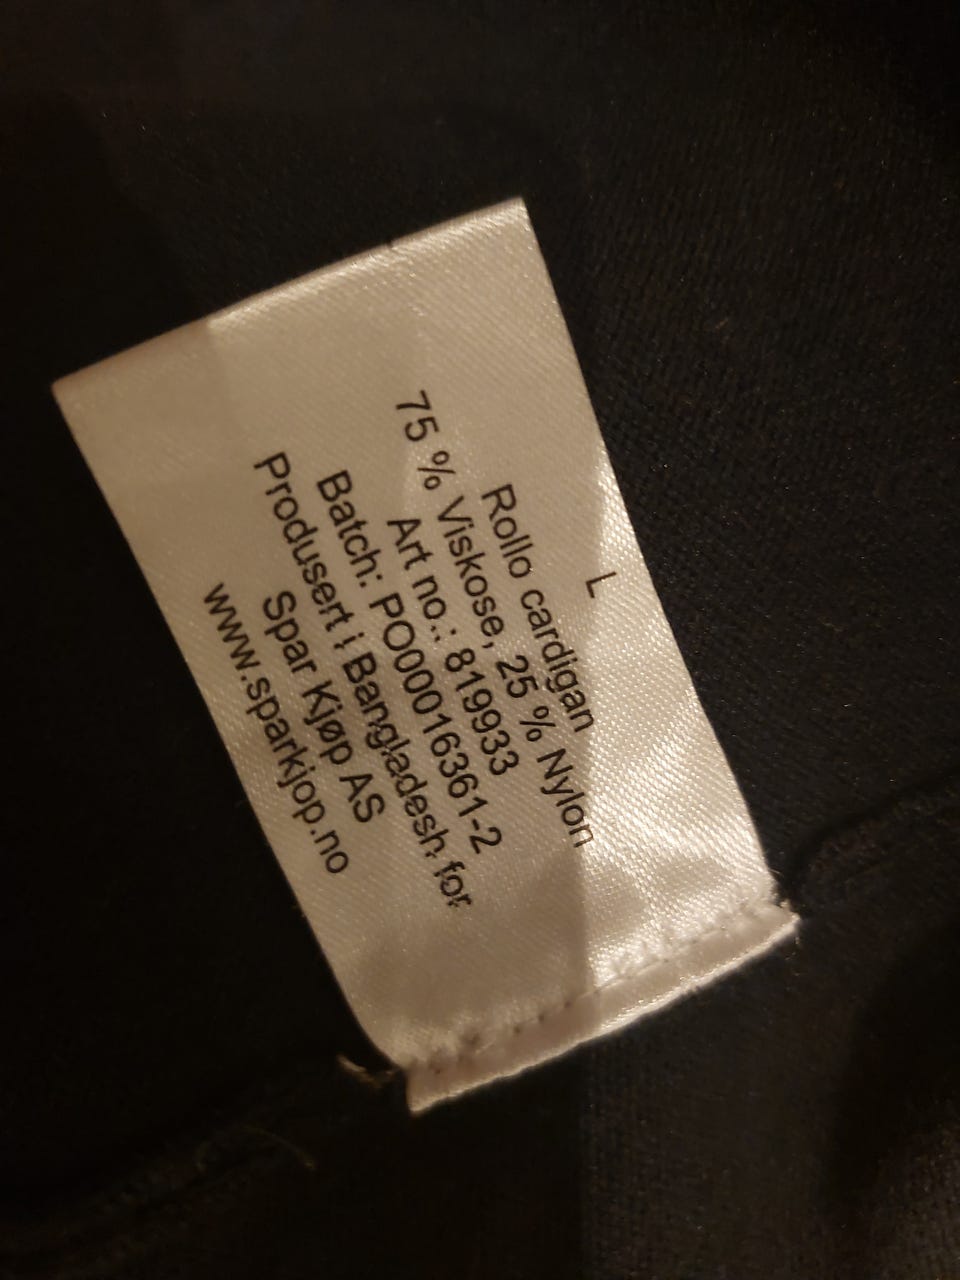 L
Rollo cardigan
75 % Viskose, 25 % Nylon
Art no.: 819933
Batch: PO00016361-2
Produsert i Bangladesh for
Spar Kjøp AS
www.sparkjop.no